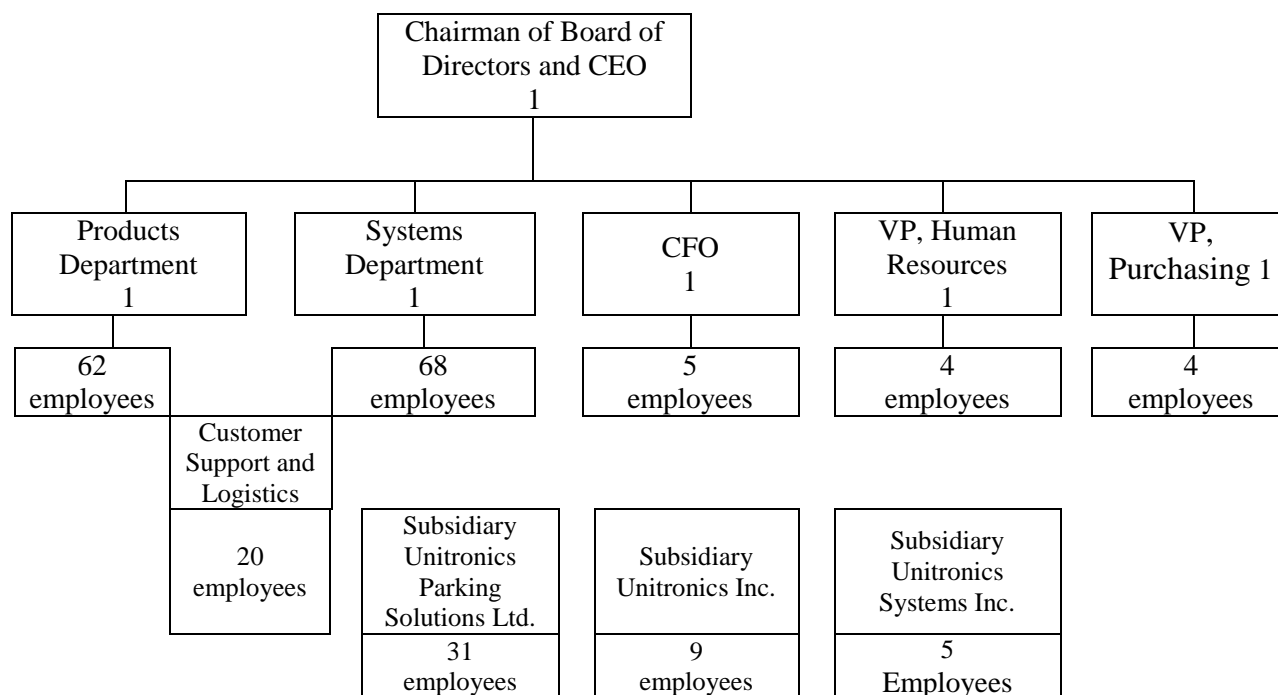 Chairman of Board of
Directors and CEO
1
Products
Department
1
Systems
Department
1
CFO
1
VP, Human
Resources
1
VP,
Purchasing 1
62
employees
68
employees
5
employees
4
employees
4
employees
Customer
Support and
Logistics
20
employees
Subsidiary
Unitronics
Parking
Solutions Ltd.
31
employees
Subsidiary
Unitronics Inc.
9
employees
Subsidiary
Unitronics
Systems Inc.
5
Employees